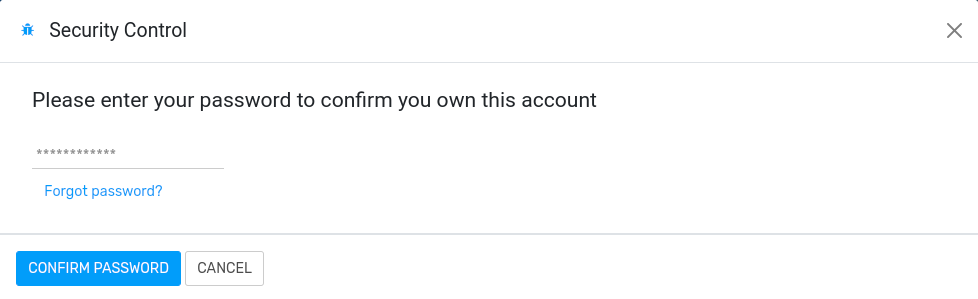 Security Control
Please enter your password to confirm you own this account
************
Forgot password?
CONFIRM PASSWORD
CANCEL